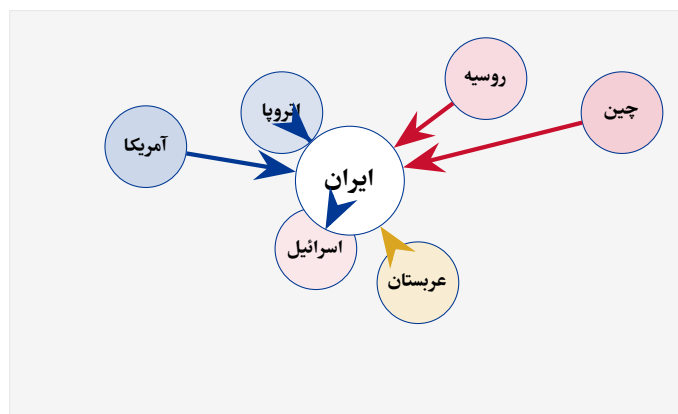 روسیه
چین
اروپا
آمریکا
ایران
اسرائیل
عربستان